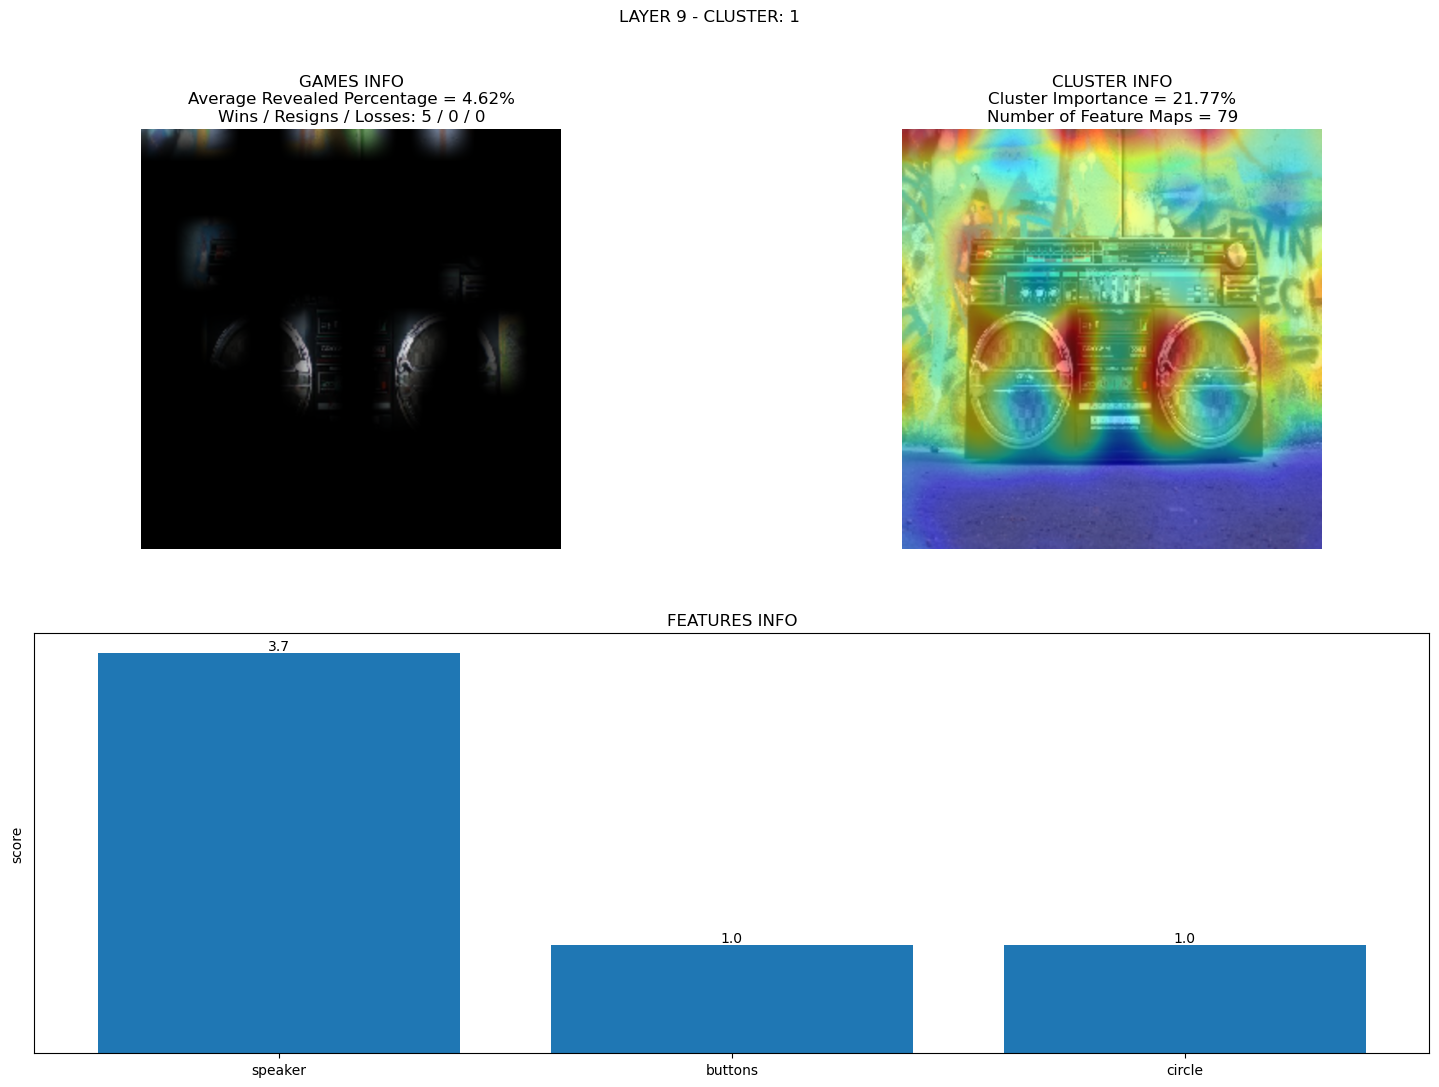 LAYER 9 - CLUSTER: 1
GAMES INFO
Average Revealed Percentage = 4.62%
Wins / Resigns / Losses: 5 / 0 / 0
CLUSTER INFO
Cluster Importance = 21.77%
Number of Feature Maps = 79
EVIN
ECK
FEATURES INFO
score
3.7
1.0
1.0
speaker
buttons
circle